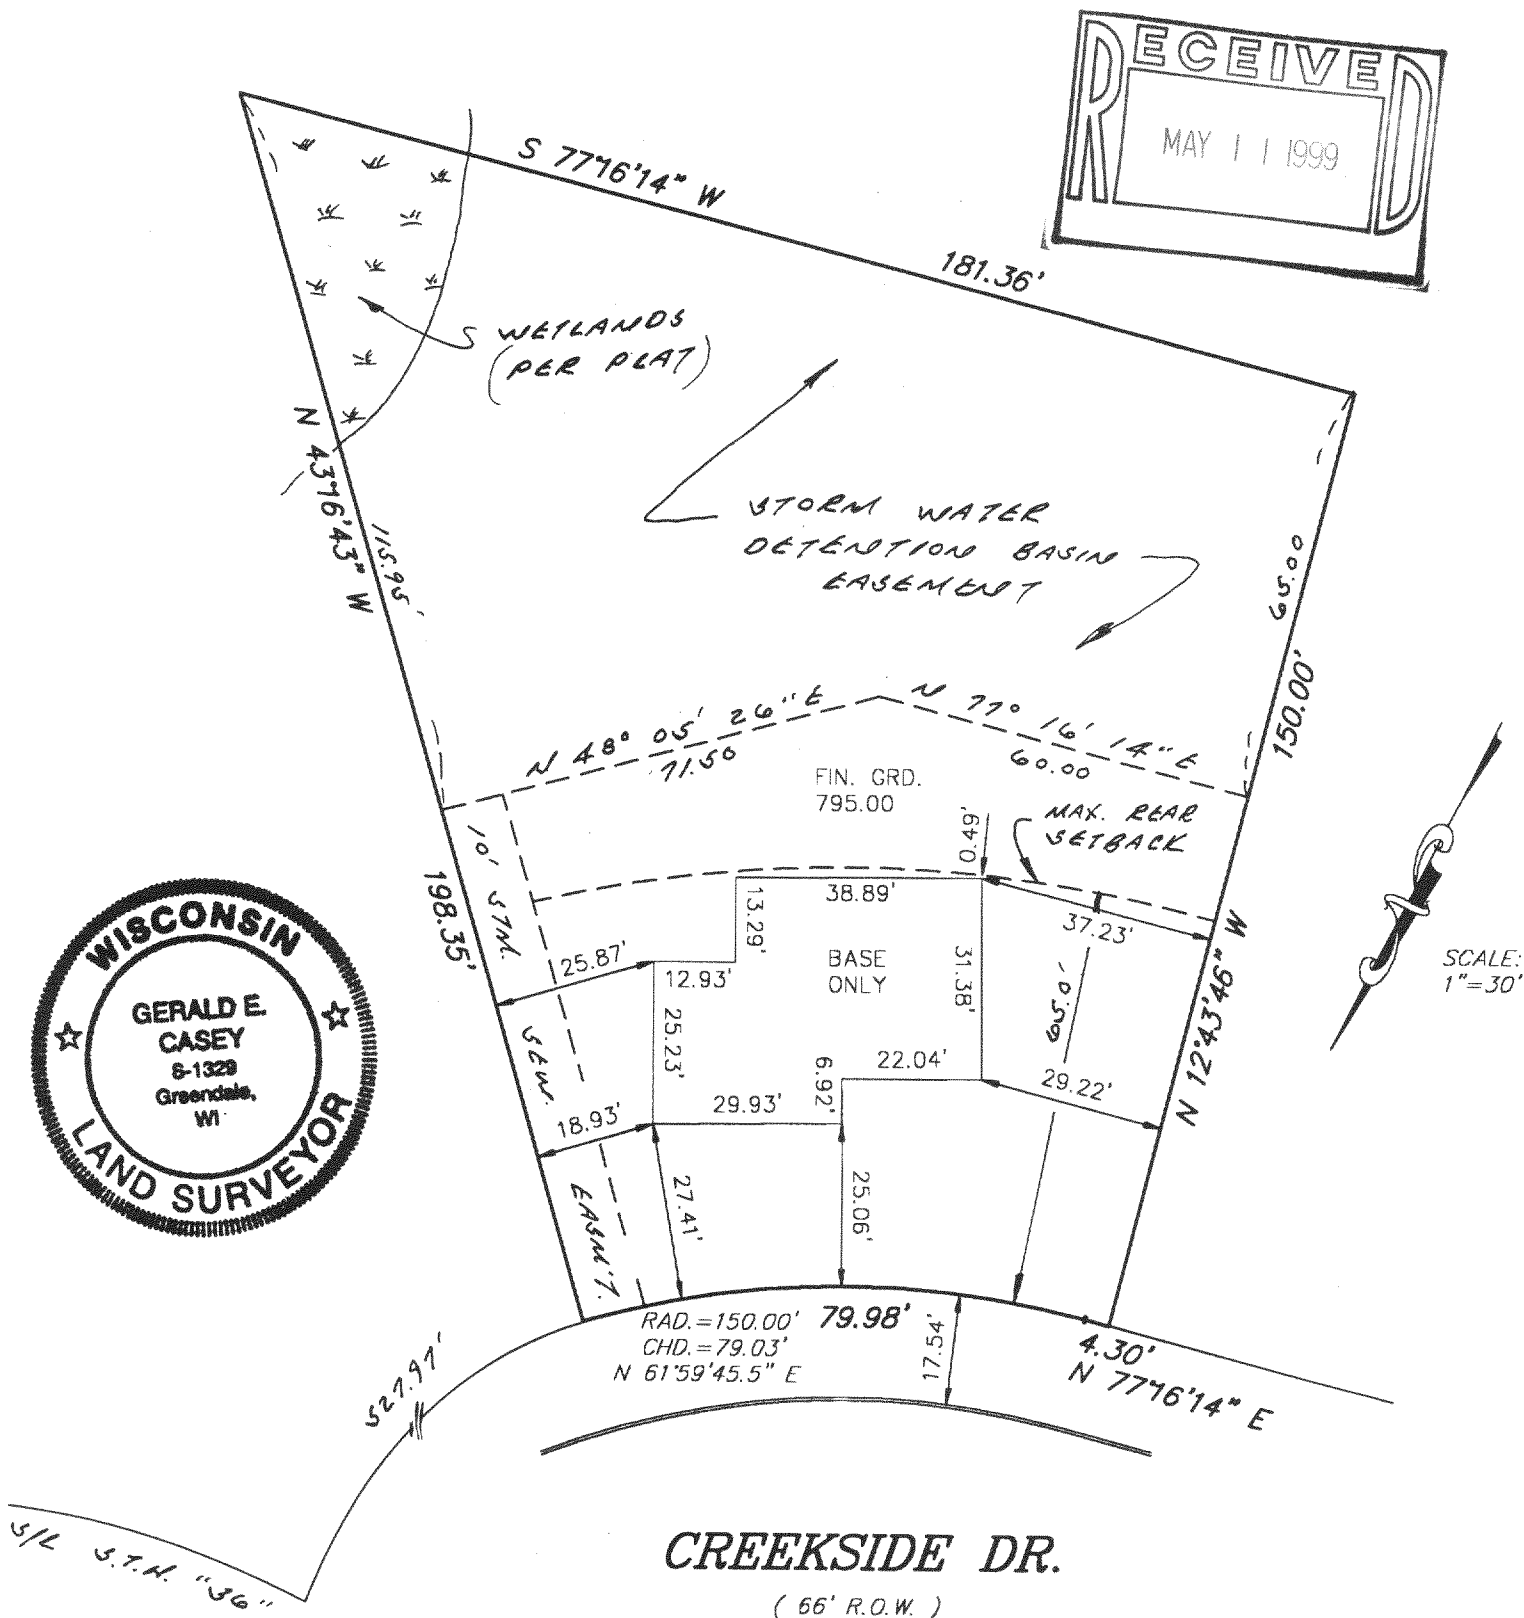 RECEIVED
MAY 11 1999
S 77°16'14" W
181.36'
WETLANDS
(PER PLAT)
N 43°16'43" W
115.95'
STORM WATER
DETENTION BASIN
EASEMENT
65.00
150.00'
N 48° 05' 26" E
71.50
N 77° 16' 14" E
60.00
FIN. GRD.
795.00
0.49'
MAX. REAR
SETBACK
10' STM.
SEW.
EASM'T.
198.35'
38.89'
13.29'
37.23'
25.87'
12.93'
BASE
ONLY
31.38'
65.0'
N 12°43'46" W
SCALE:
1"=30'
25.23'
22.04'
6.92'
29.22'
29.93'
18.93'
27.41'
25.06'
WISCONSIN
GERALD E.
CASEY
S-1329
Greendale,
WI
LAND SURVEYOR
RAD.=150.00'
79.98'
CHD.=79.03'
N 61°59'45.5" E
17.54'
4.30'
N 77°16'14" E
527.97'
S/L S.T.H. "36"
CREEKSIDE DR.
( 66' R.O.W. )